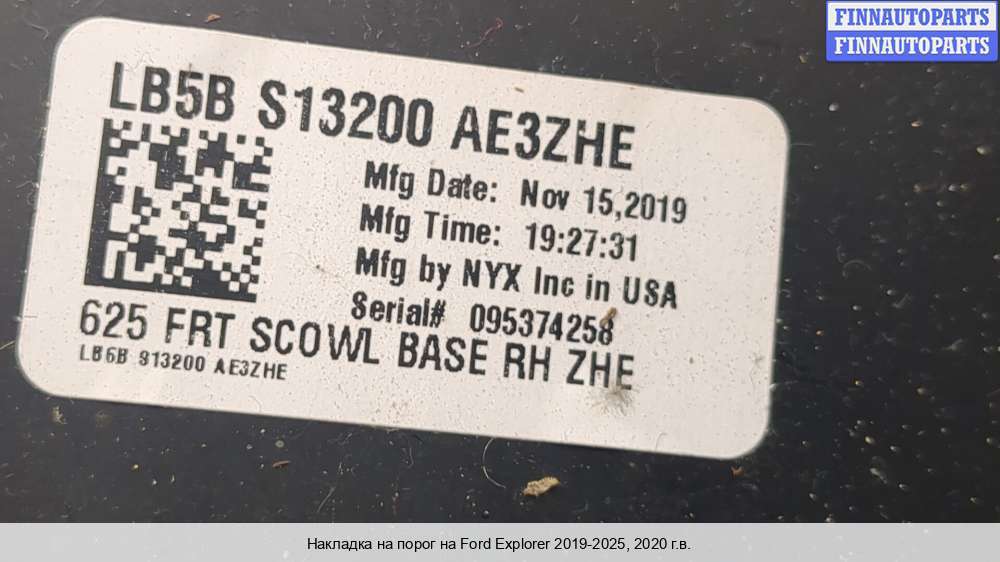 FINNAUTOPARTS
FINNAUTOPARTS
LB5B S13200 AE3ZHE
Mfg Date: Nov 15,2019
Mfg Time: 19:27:31
Mfg by NYX Inc in USA
Serial# 095374258
625 FRT SCOWL BASE RH ZHE
LB5B S13200 AE3ZHE
Накладка на порог на Ford Explorer 2019-2025, 2020 г.в.